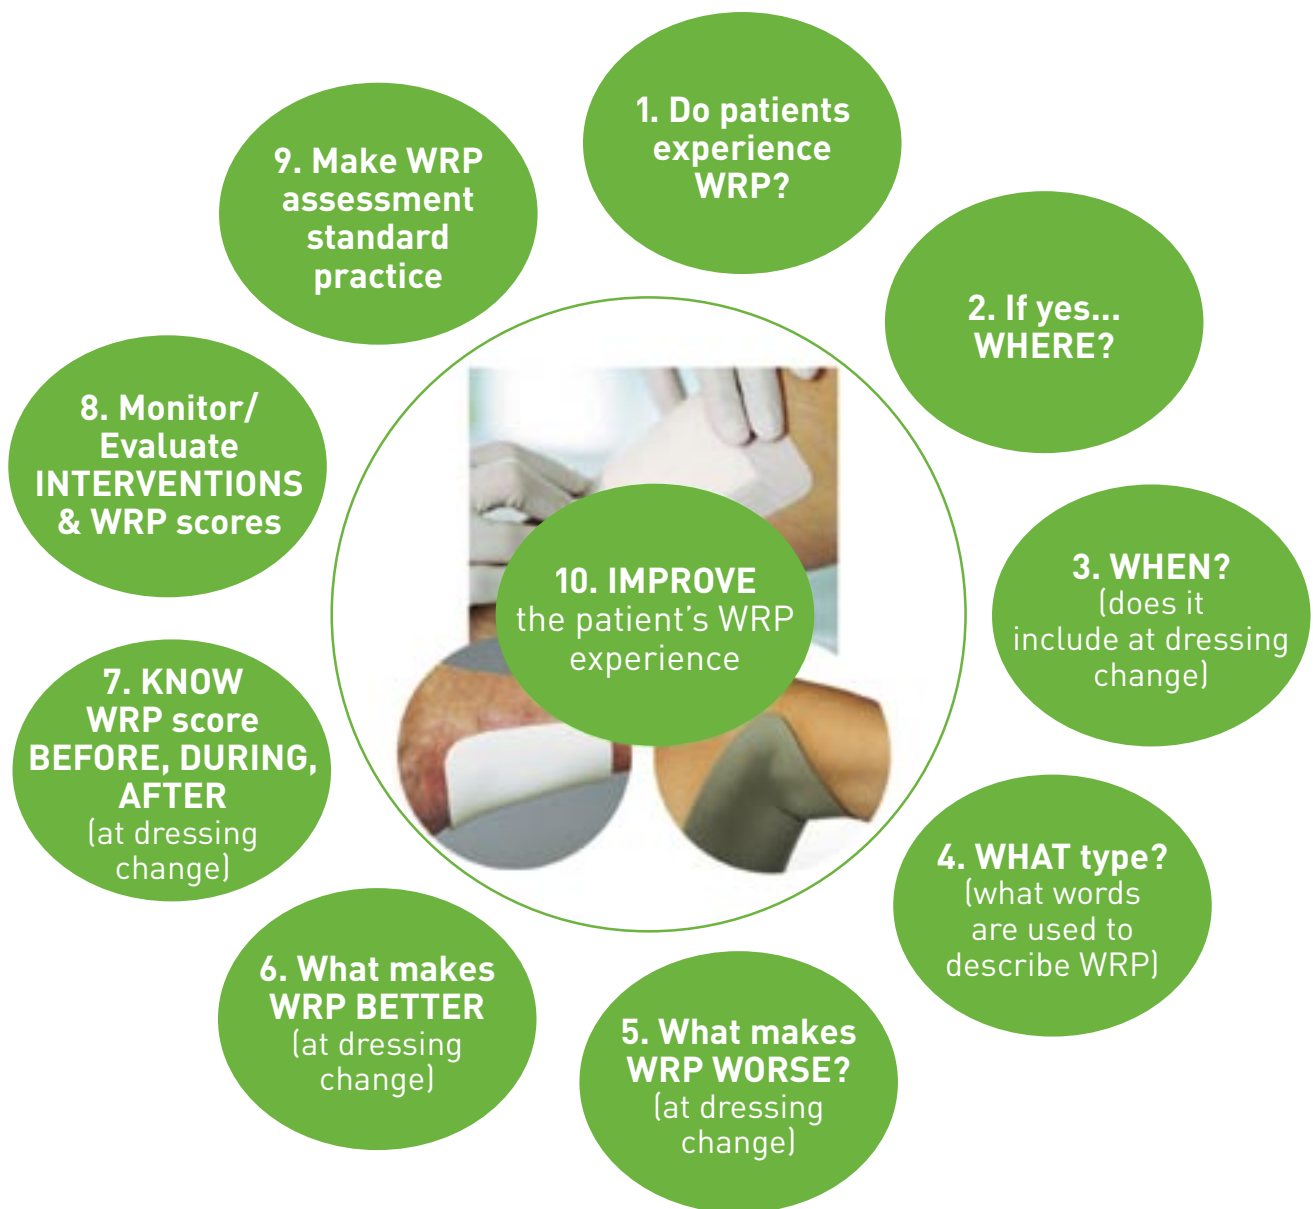 1. Do patients
experience
WRP?
2. If yes...
WHERE?
3. WHEN?
(does it
include at dressing
change)
4. WHAT type?
(what words
are used to
describe WRP)
5. What makes
WRP WORSE?
(at dressing
change)
6. What makes
WRP BETTER
(at dressing
change)
7. KNOW
WRP score
BEFORE, DURING,
AFTER
(at dressing
change)
8. Monitor/
Evaluate
INTERVENTIONS
& WRP scores
9. Make WRP
assessment
standard
practice
10. IMPROVE
the patient's WRP
experience